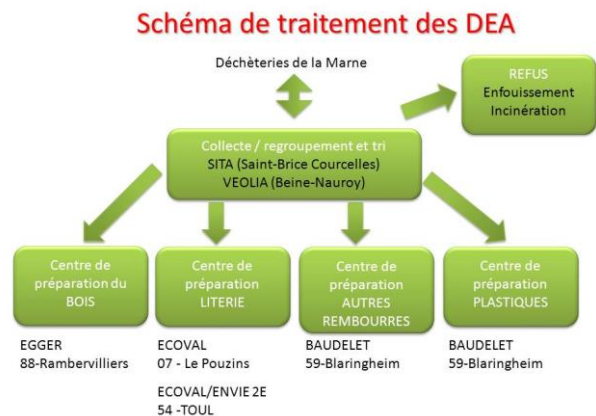 Schéma de traitement des DEA
Déchèteries de la Marne
REFUS
Enfouissement
Incinération
Collecte / regroupement et tri
SITA (Saint-Brice Courcelles)
VEOLIA (Beine-Nauroy)
Centre de
préparation du
BOIS
Centre de
préparation
LITERIE
Centre de
préparation
AUTRES
REMBOURRES
Centre de
préparation
PLASTIQUES
EGGER
88-Rambervilliers
ECOVAL
07 - Le Pouzins
ECOVAL/ENVIE 2E
54 -TOUL
BAUDELET
59-Blaringheim
BAUDELET
59-Blaringheim